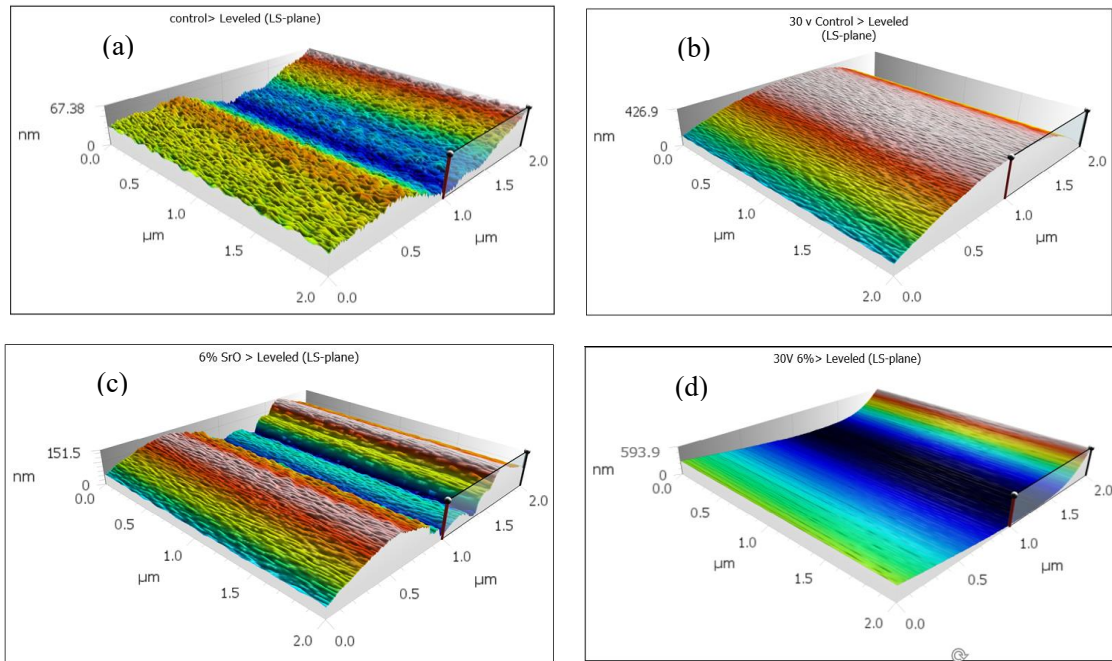 control> Leveled (LS-plane)
(a)
67.38
nm
0
0.0
0.5
1.0
μm
1.5
2.0
0.0
0.5
μm
1.0
1.5
2.0
30 v Control > Leveled
(LS-plane)
(b)
426.9
nm
0
0.0
0.5
1.0
μm
1.5
2.0
0.0
0.5
μm
1.0
1.5
2.0
6% SrO > Leveled (LS-plane)
(c)
151.5
nm
0
0.0
0.5
1.0
μm
1.5
2.0
0.0
0.5
μm
1.0
1.5
2.0
30V 6%> Leveled (LS-plane)
(d)
593.9
nm
0
0.0
0.5
1.0
μm
1.5
2.0
0.0
0.5
μm
1.0
1.5
2.0